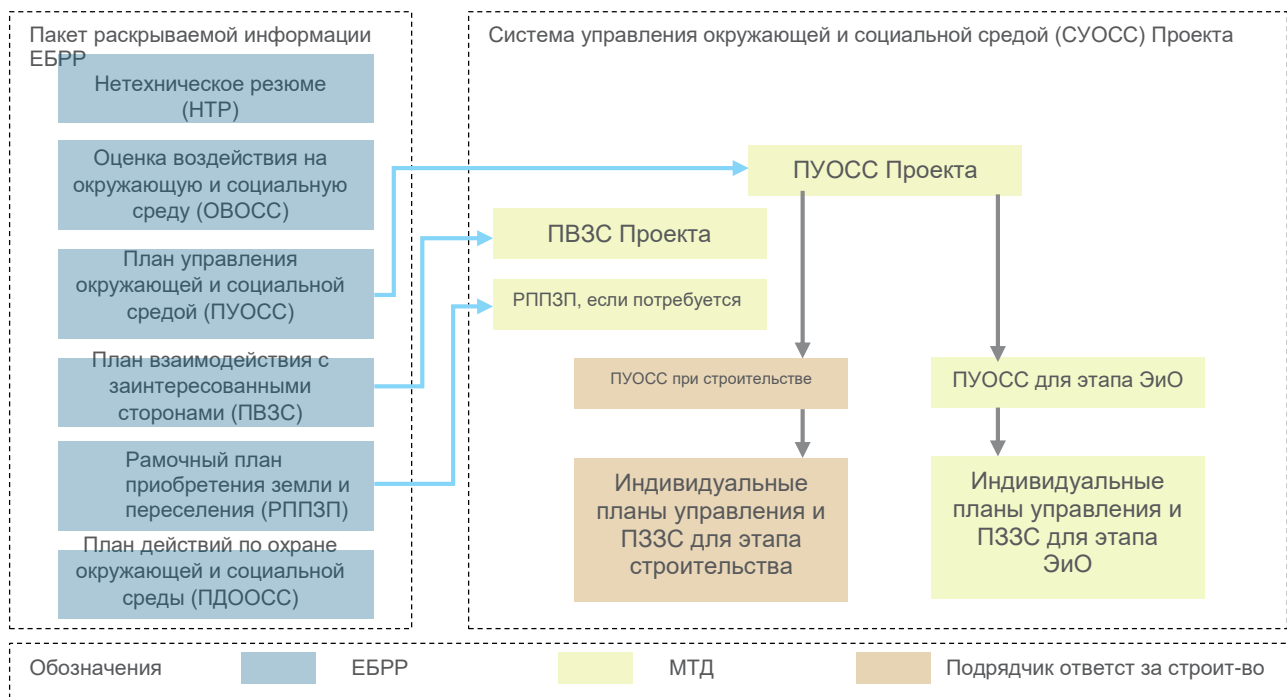 Пакет раскрываемой информации
ЕБРР
Нетехническое резюме
(НТР)
Оценка воздействия на
окружающую и социальную
среду (ОВОСС)
План управления
окружающей и социальной
средой (ПУОСС)
План взаимодействия с
заинтересованными
сторонами (ПВЗС)
Рамочный план
приобретения земли и
переселения (РППЗП)
План действий по охране
окружающей и социальной
среды (ПДООСС)
Система управления окружающей и социальной средой (СУОСС) Проекта
ПУОСС Проекта
ПВЗС Проекта
РППЗП, если потребуется
ПУОСС при строительстве
ПУОСС для этапа ЭиО
Индивидуальные
планы управления и
ПЗЗС для этапа
строительства
Индивидуальные
планы управления и
ПЗЗС для этапа
ЭиО
Обозначения
ЕБРР
МТД
Подрядчик ответст за строит-во